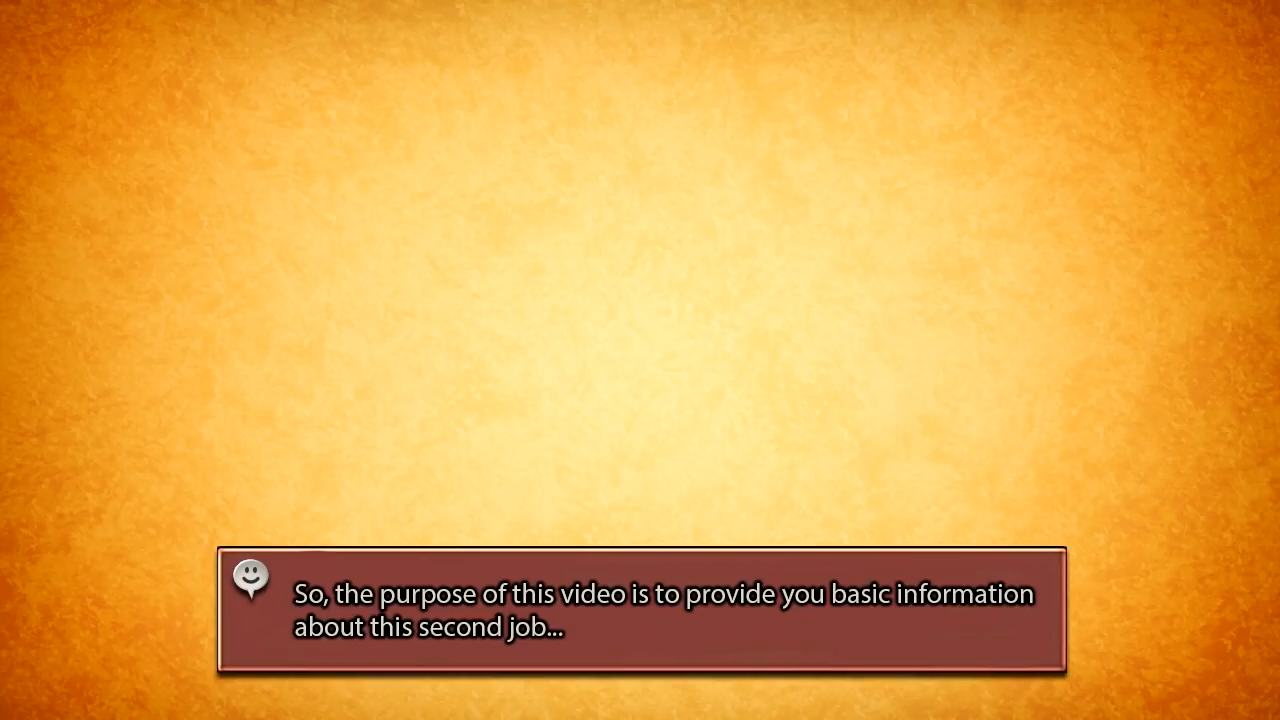 So, the purpose of this video is to provide you basic information
about this second job...